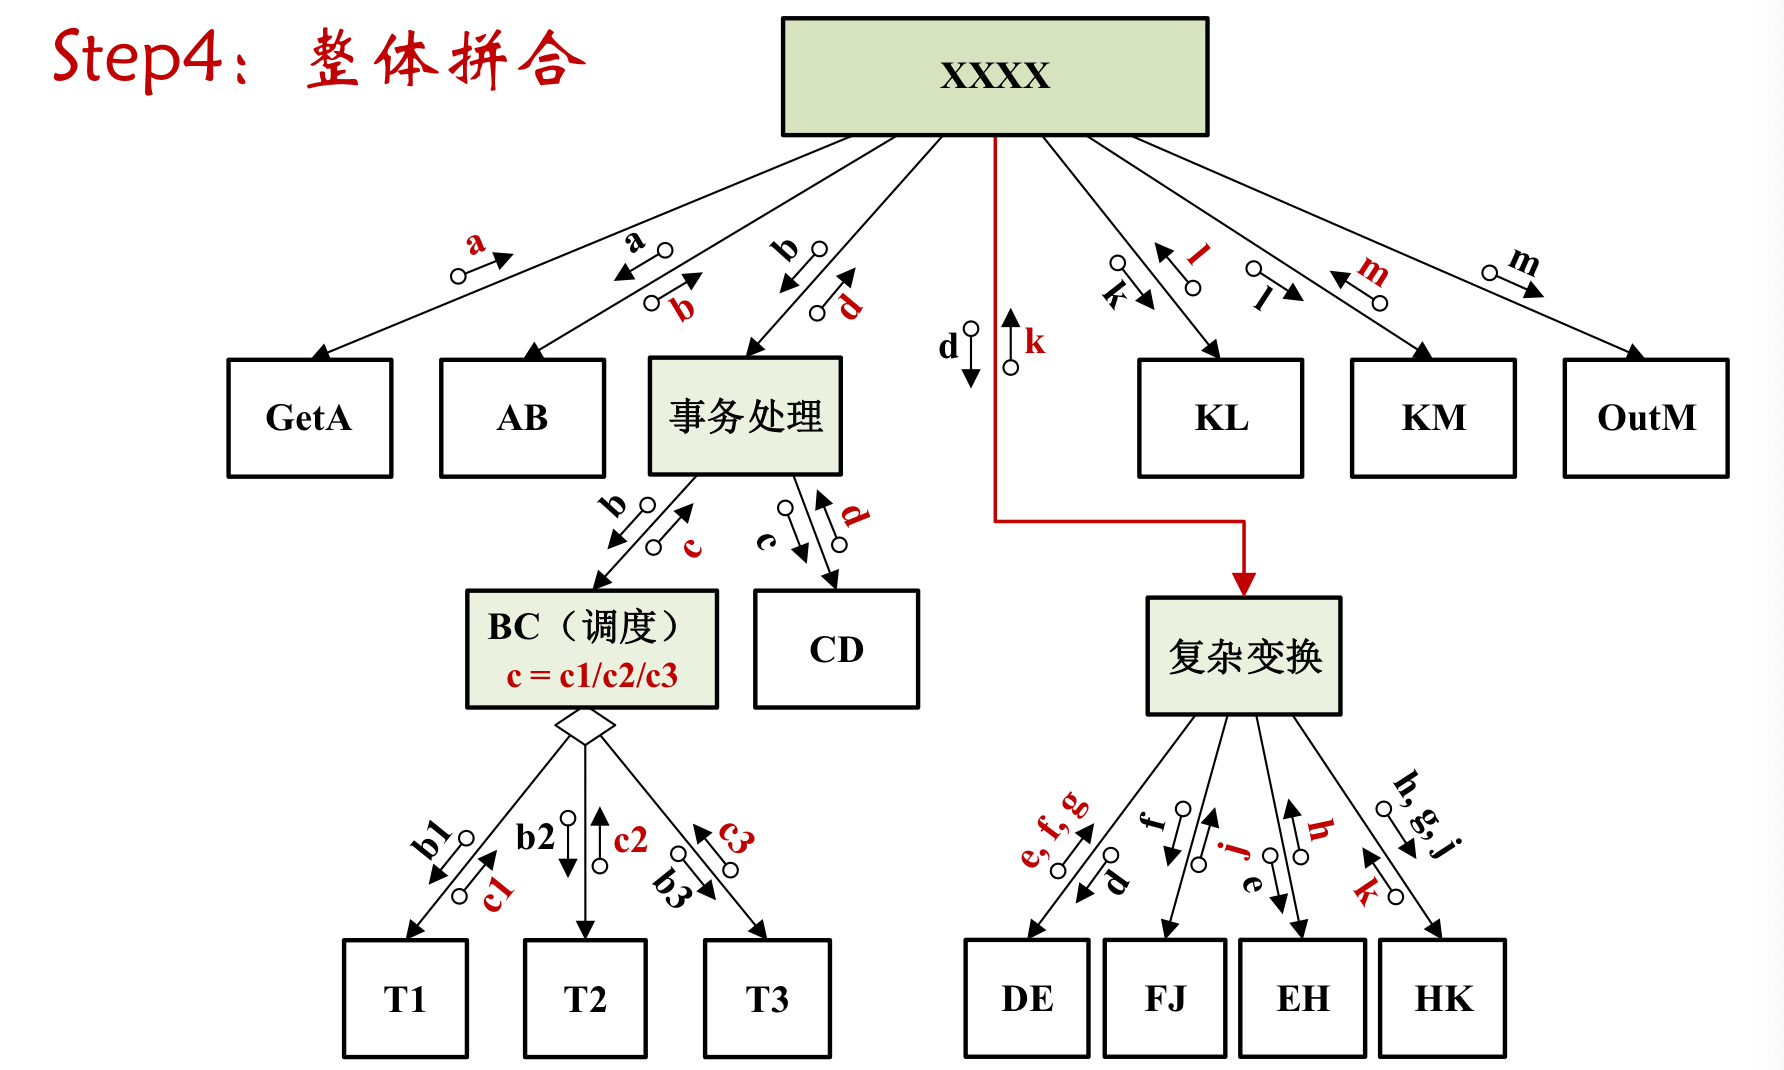 Step4：整体拼合
XXXX
a
a
b
b
d
d
k
k
l
l
m
m
GetA
AB
事务处理
KL
KM
OutM
b
c
c
d
BC（调度）
c = c1/c2/c3
CD
复杂变换
b1
c1
b2
c2
b3
c3
e, f, g
d
f
j
e
h
h, g, j
k
T1
T2
T3
DE
FJ
EH
HK